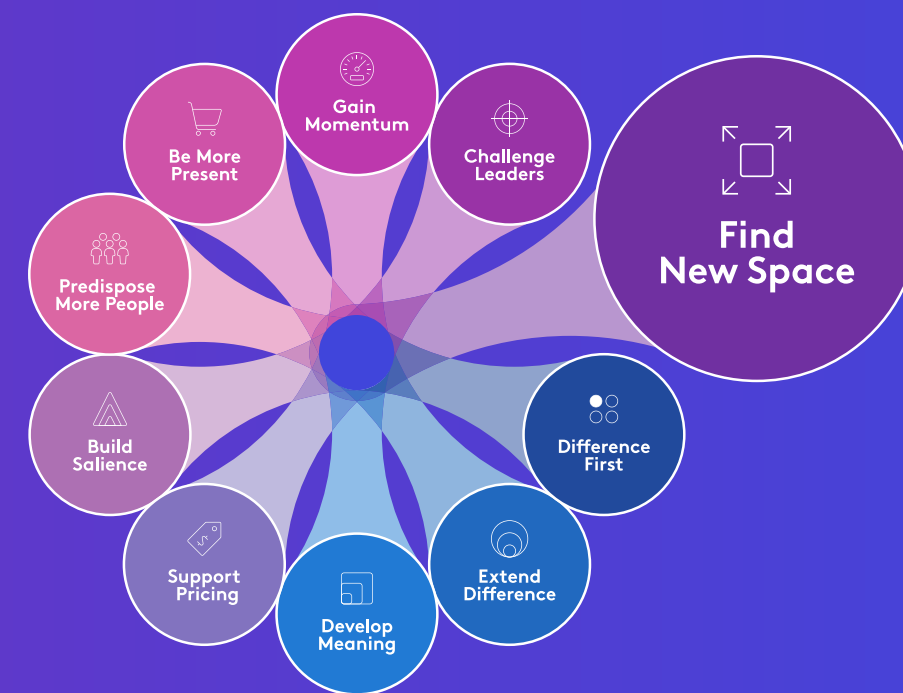 Gain
Momentum
Be More
Present
Challenge
Leaders
Find
New Space
Predispose
More People
Build
Salience
Difference
First
Support
Pricing
Extend
Difference
Develop
Meaning